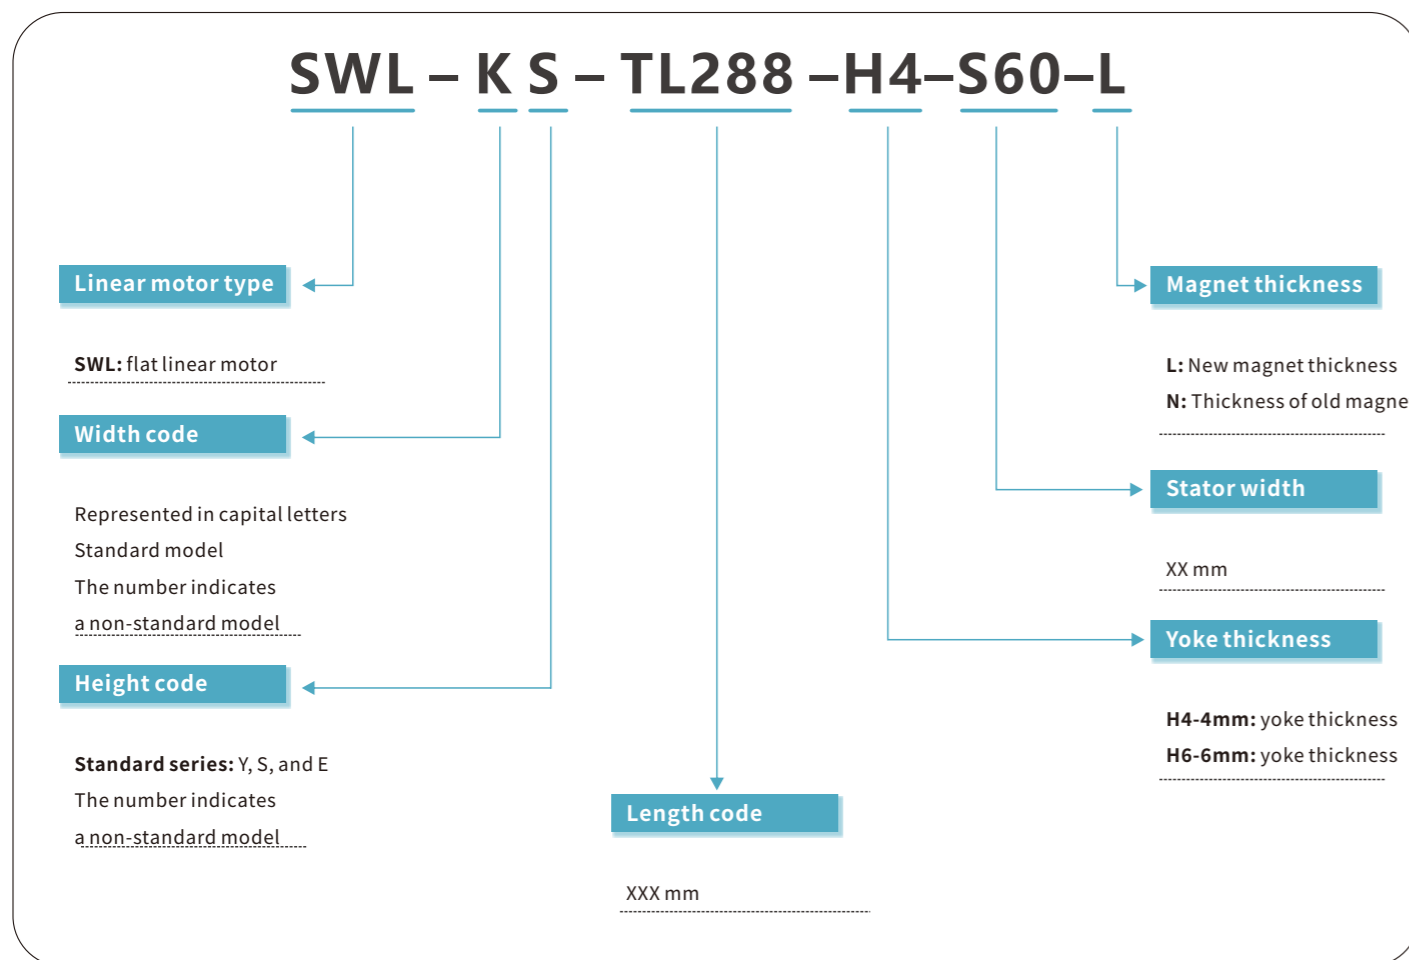 SWL – K S – TL288 –H4–S60–L
Linear motor type
SWL: flat linear motor
Width code
Represented in capital letters
Standard model
The number indicates
a non-standard model
Height code
Standard series: Y, S, and E
The number indicates
a non-standard model
Length code
XXX mm
Magnet thickness
L: New magnet thickness
N: Thickness of old magne
Stator width
XX mm
Yoke thickness
H4-4mm: yoke thickness
H6-6mm: yoke thickness